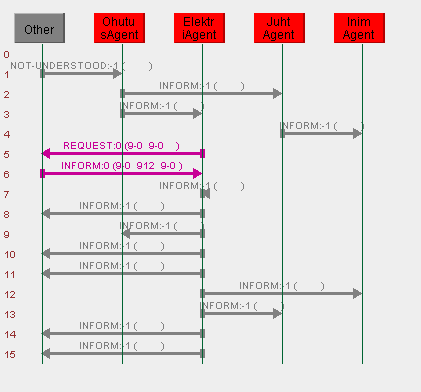 Other
Ohutu
sAgent
Elektr
iAgent
Juht
Agent
Inim
Agent
0
NOT-UNDERSTOOD:-1 ( )
1
INFORM:-1 ( )
2
INFORM:-1 ( )
3
INFORM:-1 ( )
4
REQUEST:0 (9-0 9-0 )
5
INFORM:0 (9-0 912 9-0 )
6
INFORM:-1 ( )
7
INFORM:-1 ( )
8
INFORM:-1 ( )
9
INFORM:-1 ( )
10
INFORM:-1 ( )
11
INFORM:-1 ( )
12
INFORM:-1 ( )
13
INFORM:-1 ( )
14
INFORM:-1 ( )
15